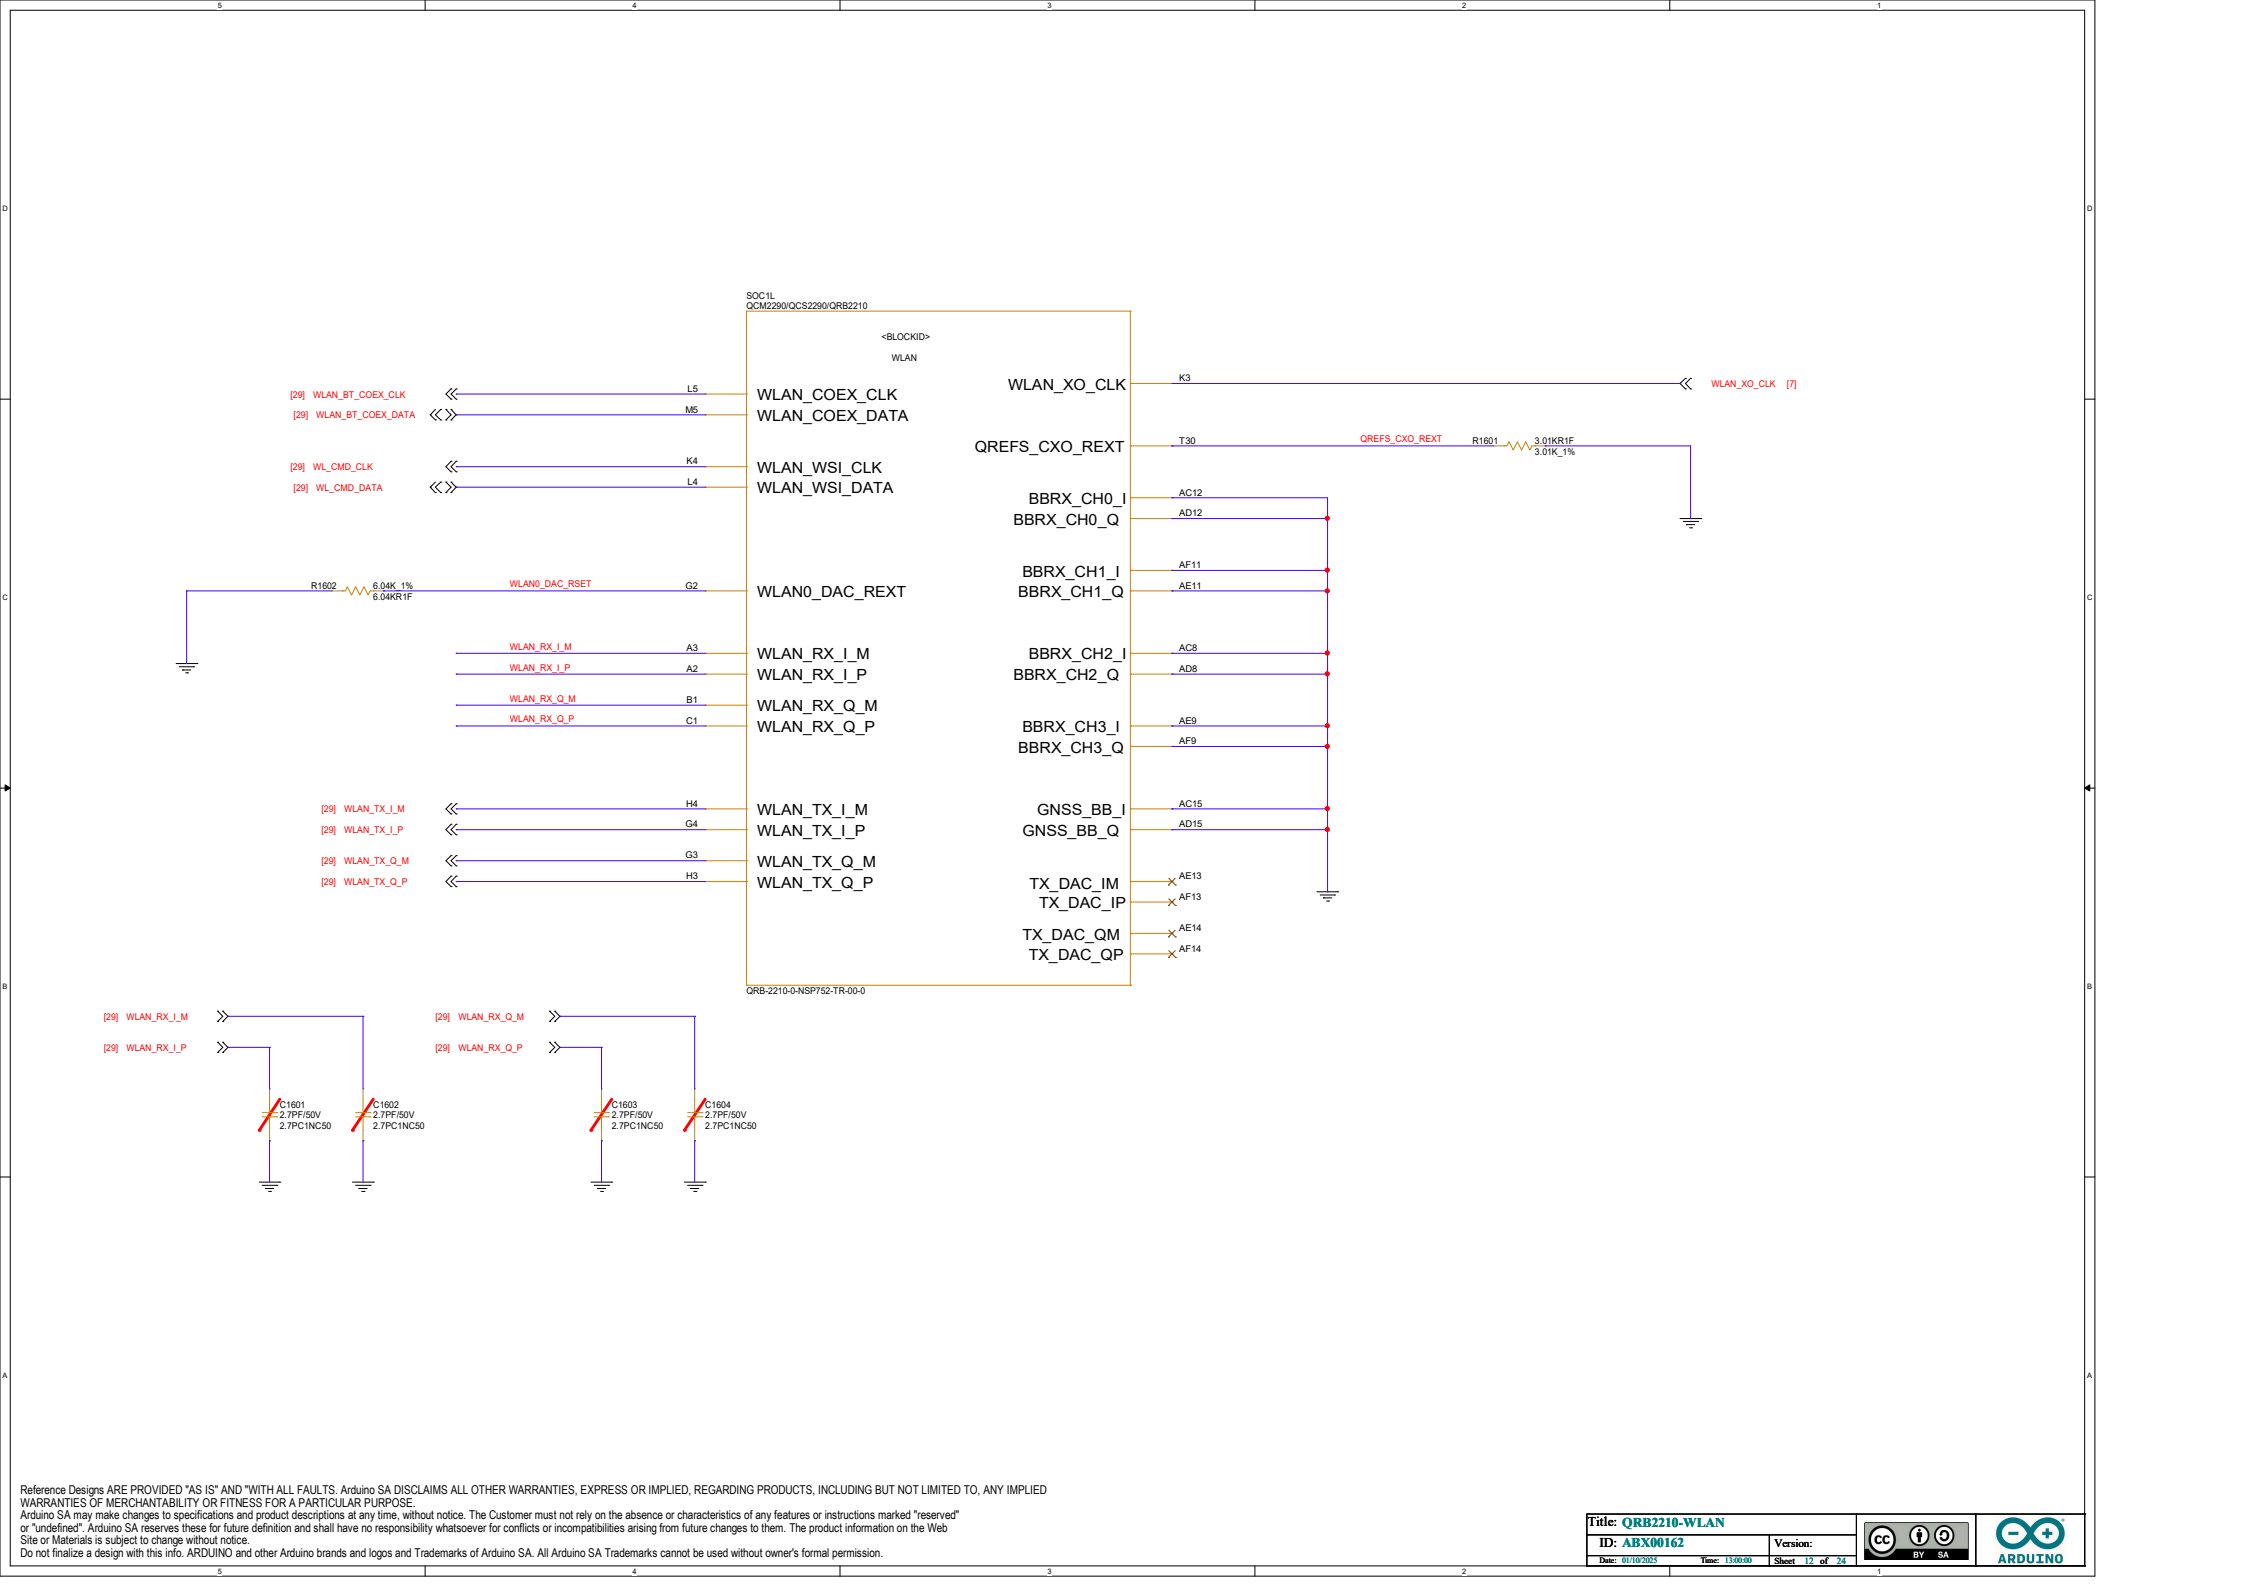 5 4 3 2 1
D D
C C
B B
A A
SOC1L
QCM2290/QCS2290/QRB2210
<BLOCKID>
WLAN
[29] WLAN_BT_COEX_CLK L5 WLAN_COEX_CLK
[29] WLAN_BT_COEX_DATA M5 WLAN_COEX_DATA
[29] WL_CMD_CLK K4 WLAN_WSI_CLK
[29] WL_CMD_DATA L4 WLAN_WSI_DATA
R1602 6.04K_1% WLAN0_DAC_RSET G2 WLAN0_DAC_REXT
6.04KR1F
WLAN_RX_I_M A3 WLAN_RX_I_M
WLAN_RX_I_P A2 WLAN_RX_I_P
WLAN_RX_Q_M B1 WLAN_RX_Q_M
WLAN_RX_Q_P C1 WLAN_RX_Q_P
[29] WLAN_TX_I_M H4 WLAN_TX_I_M
[29] WLAN_TX_I_P G4 WLAN_TX_I_P
[29] WLAN_TX_Q_M G3 WLAN_TX_Q_M
[29] WLAN_TX_Q_P H3 WLAN_TX_Q_P
WLAN_XO_CLK K3 WLAN_XO_CLK [7]
QREFS_CXO_REXT T30 QREFS_CXO_REXT R1601 3.01KR1F
3.01K_1%
BBRX_CH0_I AC12
BBRX_CH0_Q AD12
BBRX_CH1_I AF11
BBRX_CH1_Q AE11
BBRX_CH2_I AC8
BBRX_CH2_Q AD8
BBRX_CH3_I AE9
BBRX_CH3_Q AF9
GNSS_BB_I AC15
GNSS_BB_Q AD15
TX_DAC_IM AE13
TX_DAC_IP AF13
TX_DAC_QM AE14
TX_DAC_QP AF14
QRB-2210-0-NSP752-TR-00-0
[29] WLAN_RX_I_M [29] WLAN_RX_Q_M
[29] WLAN_RX_I_P [29] WLAN_RX_Q_P
C1601 C1602 C1603 C1604
2.7PF/50V 2.7PF/50V 2.7PF/50V 2.7PF/50V
2.7PC1NC50 2.7PC1NC50 2.7PC1NC50 2.7PC1NC50
Reference Designs ARE PROVIDED "AS IS" AND "WITH ALL FAULTS. Arduino SA DISCLAIMS ALL OTHER WARRANTIES, EXPRESS OR IMPLIED, REGARDING PRODUCTS, INCLUDING BUT NOT LIMITED TO, ANY IMPLIED
WARRANTIES OF MERCHANTABILITY OR FITNESS FOR A PARTICULAR PURPOSE.
Arduino SA may make changes to specifications and product descriptions at any time, without notice. The Customer must not rely on the absence or characteristics of any features or instructions marked "reserved"
or "undefined". Arduino SA reserves these for future definition and shall have no responsibility whatsoever for conflicts or incompatibilities arising from future changes to them. The product information on the Web
Site or Materials is subject to change without notice.
Do not finalize a design with this info. ARDUINO and other Arduino brands and logos and Trademarks of Arduino SA. All Arduino SA Trademarks cannot be used without owner's formal permission.
Title: QRB2210-WLAN
ID: ABX00162 Version:
Date: 01/10/2025 Time: 13:00:00 Sheet 12 of 24
CC BY SA
ARDUINO
5 4 3 2 1